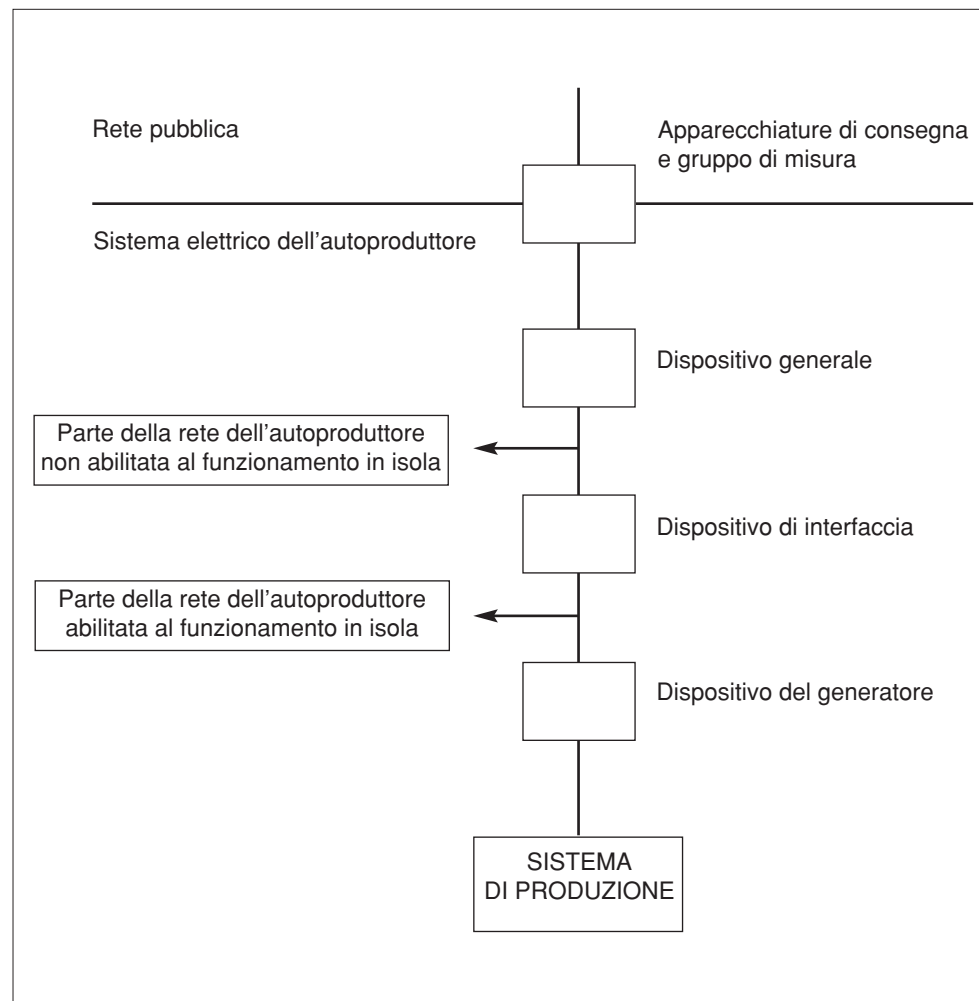 Rete pubblica
Apparecchiature di consegna
e gruppo di misura
Sistema elettrico dell'autoproduttore
Dispositivo generale
Parte della rete dell'autoproduttore
non abilitata al funzionamento in isola
Dispositivo di interfaccia
Parte della rete dell'autoproduttore
abilitata al funzionamento in isola
Dispositivo del generatore
SISTEMA
DI PRODUZIONE